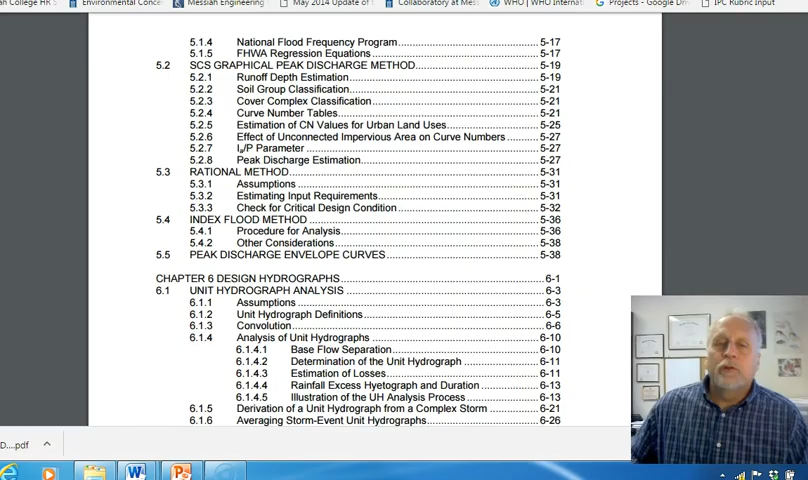 ah College HR S
Environmental Conce
Messiah Engineering
May 2014 Update of t
Collaboratory at Mes
WHO | WHO Internati
Projects - Google Driv
IPC Rubric Input
5.1.4 National Flood Frequency Program 5-17
5.1.5 FHWA Regression Equations 5-17
5.2 SCS GRAPHICAL PEAK DISCHARGE METHOD 5-19
5.2.1 Runoff Depth Estimation 5-19
5.2.2 Soil Group Classification 5-21
5.2.3 Cover Complex Classification 5-21
5.2.4 Curve Number Tables 5-21
5.2.5 Estimation of CN Values for Urban Land Uses 5-25
5.2.6 Effect of Unconnected Impervious Area on Curve Numbers 5-27
5.2.7 Ia/P Parameter 5-27
5.2.8 Peak Discharge Estimation 5-27
5.3 RATIONAL METHOD 5-31
5.3.1 Assumptions 5-31
5.3.2 Estimating Input Requirements 5-31
5.3.3 Check for Critical Design Condition 5-32
5.4 INDEX FLOOD METHOD 5-36
5.4.1 Procedure for Analysis 5-36
5.4.2 Other Considerations 5-38
5.5 PEAK DISCHARGE ENVELOPE CURVES 5-38
CHAPTER 6 DESIGN HYDROGRAPHS 6-1
6.1 UNIT HYDROGRAPH ANALYSIS 6-3
6.1.1 Assumptions 6-3
6.1.2 Unit Hydrograph Definitions 6-5
6.1.3 Convolution 6-6
6.1.4 Analysis of Unit Hydrographs 6-10
6.1.4.1 Base Flow Separation 6-10
6.1.4.2 Determination of the Unit Hydrograph 6-11
6.1.4.3 Estimation of Losses 6-11
6.1.4.4 Rainfall Excess Hyetograph and Duration 6-13
6.1.4.5 Illustration of the UH Analysis Process 6-13
6.1.5 Derivation of a Unit Hydrograph from a Complex Storm 6-21
6.1.6 Averaging Storm-Event Unit Hydrographs 6-26
D....pdf